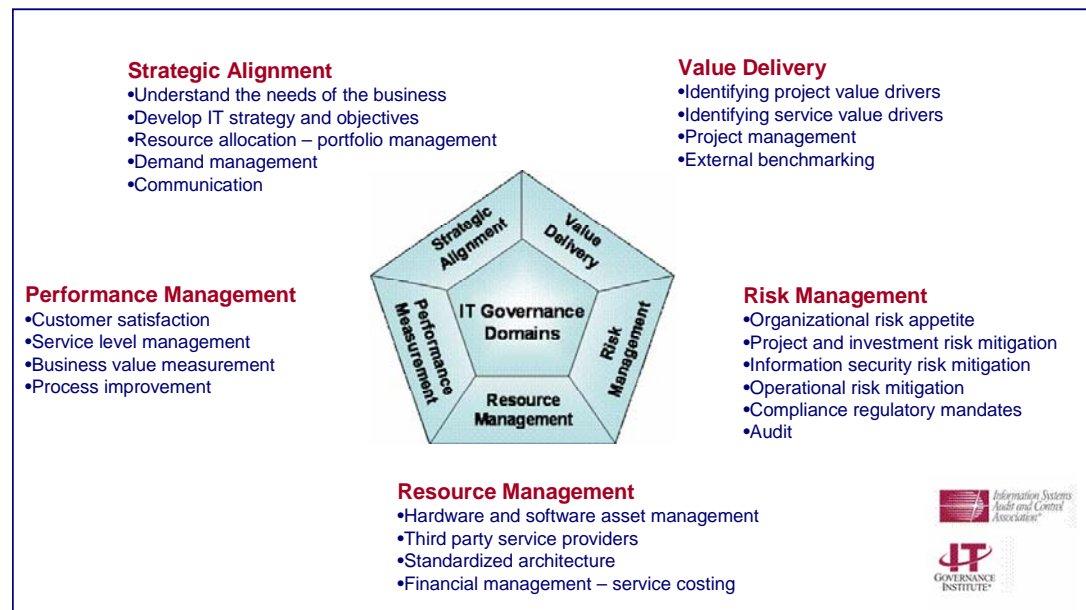 Strategic Alignment
•Understand the needs of the business
•Develop IT strategy and objectives
•Resource allocation – portfolio management
•Demand management
•Communication
Value Delivery
•Identifying project value drivers
•Identifying service value drivers
•Project management
•External benchmarking
Strategic
Alignment
Value
Delivery
IT Governance
Domains
Performance
Measurement
Risk
Management
Resource
Management
Performance Management
•Customer satisfaction
•Service level management
•Business value measurement
•Process improvement
Risk Management
•Organizational risk appetite
•Project and investment risk mitigation
•Information security risk mitigation
•Operational risk mitigation
•Compliance regulatory mandates
•Audit
Resource Management
•Hardware and software asset management
•Third party service providers
•Standardized architecture
•Financial management – service costing
Information Systems
Audit and Control
Association®
IT
GOVERNANCE
INSTITUTE®